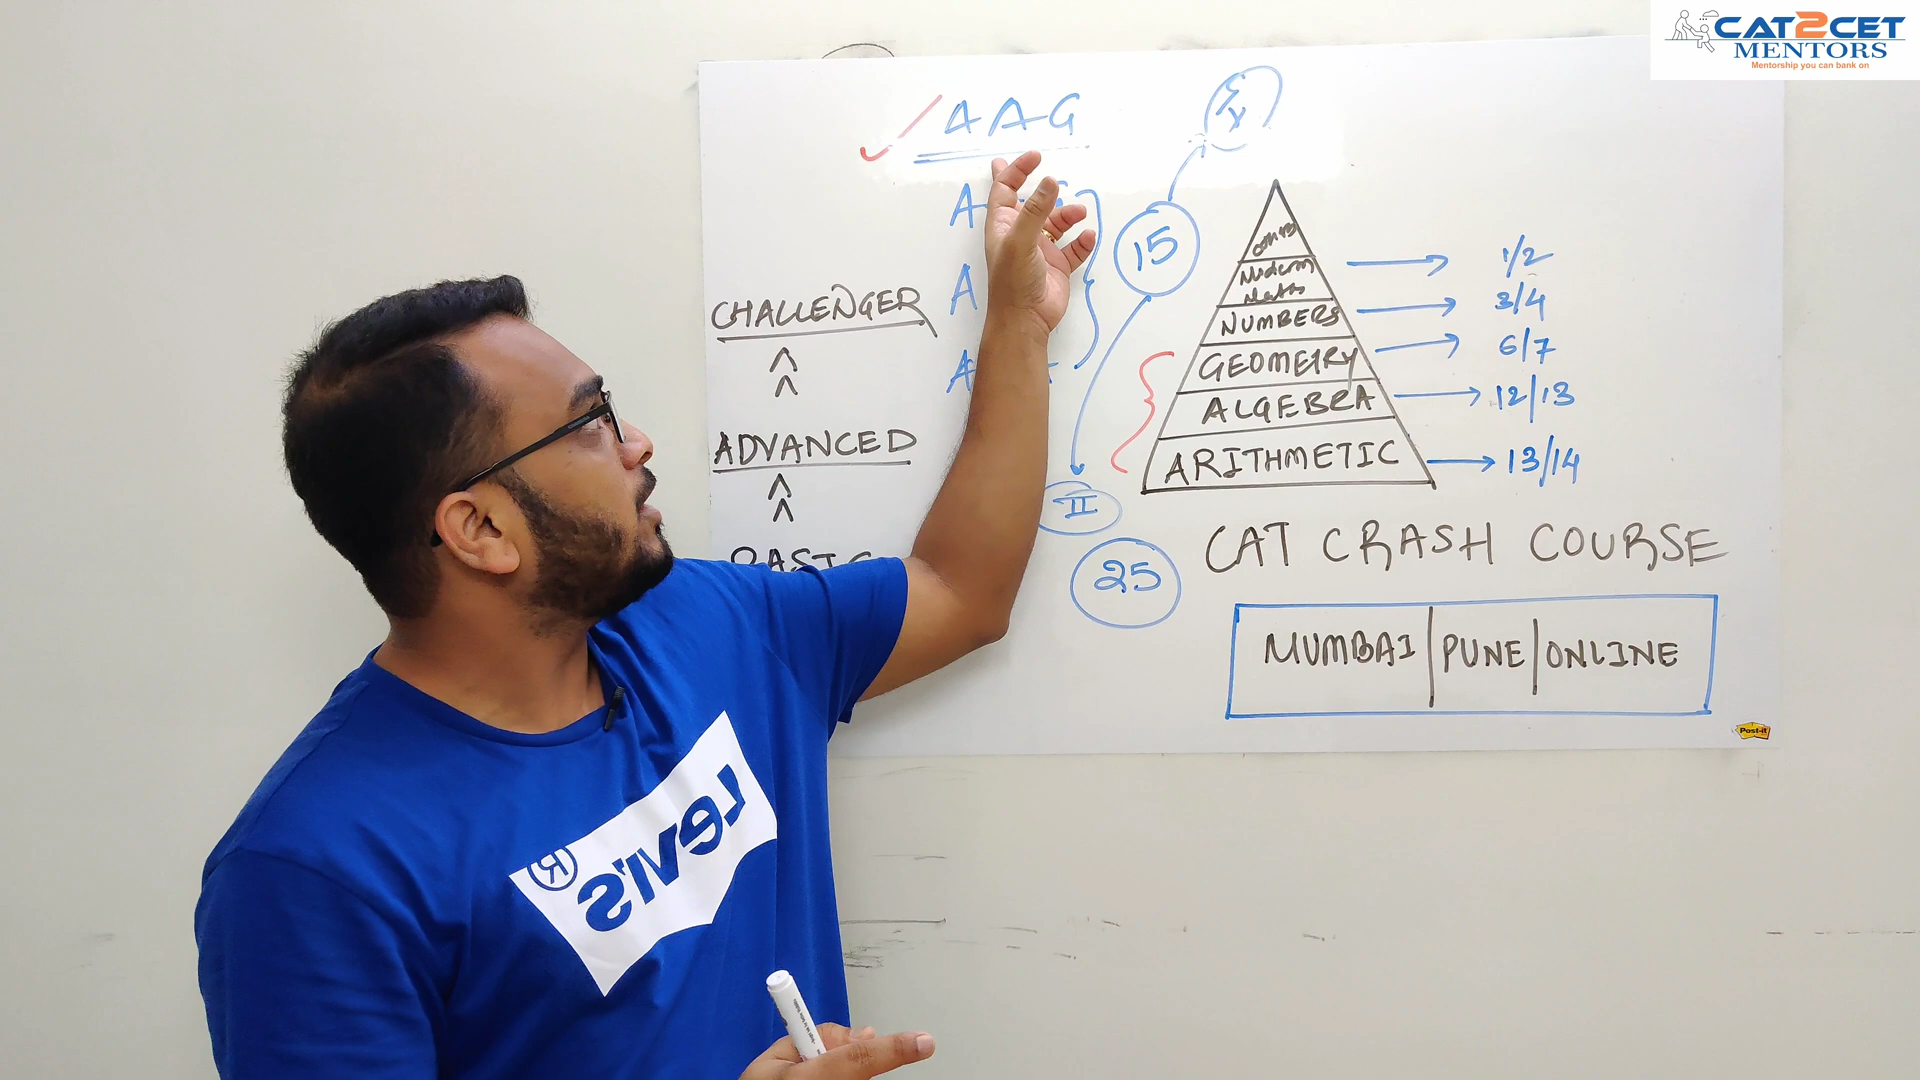 CAT2CET
MENTORS
Mentorship you can bank on
AAG
A
A
A
15
II
25
CHALLENGER
ADVANCED
BASIC
Others
Modern
Maths
NUMBERS
GEOMETRY
ALGEBRA
ARITHMETIC
1/2
3/4
6/7
12/13
13/14
CAT CRASH COURSE
MUMBAI | PUNE | ONLINE
Post-it
LEVI'S ®